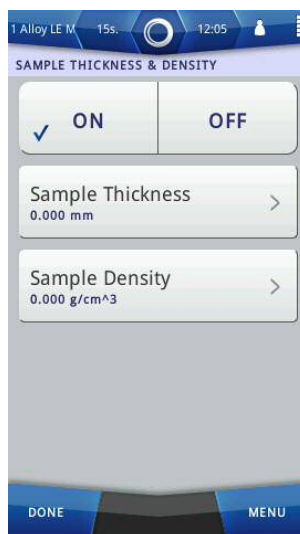 1 Alloy LE M 15s. 12:05
SAMPLE THICKNESS & DENSITY
ON OFF
Sample Thickness
0.000 mm
Sample Density
0.000 g/cm^3
DONE MENU